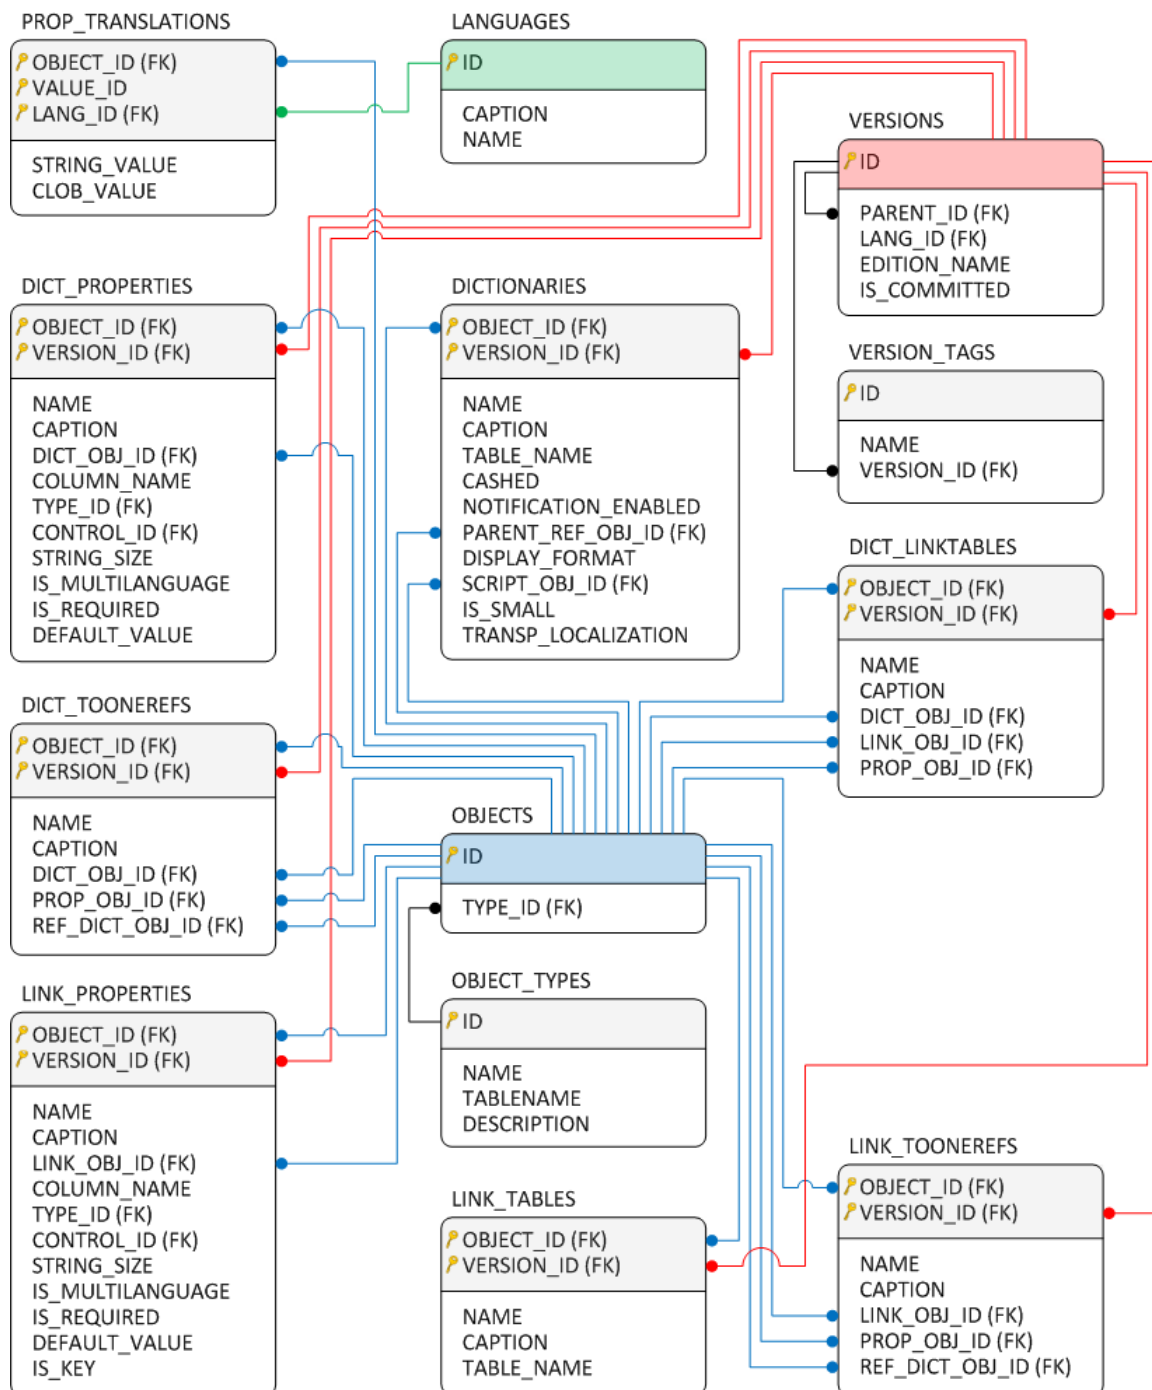 PROP_TRANSLATIONS
OBJECT_ID (FK)
VALUE_ID
LANG_ID (FK)
STRING_VALUE
CLOB_VALUE
LANGUAGES
ID
CAPTION
NAME
VERSIONS
ID
PARENT_ID (FK)
LANG_ID (FK)
EDITION_NAME
IS_COMMITTED
DICT_PROPERTIES
OBJECT_ID (FK)
VERSION_ID (FK)
NAME
CAPTION
DICT_OBJ_ID (FK)
COLUMN_NAME
TYPE_ID (FK)
CONTROL_ID (FK)
STRING_SIZE
IS_MULTILANGUAGE
IS_REQUIRED
DEFAULT_VALUE
DICTIONARIES
OBJECT_ID (FK)
VERSION_ID (FK)
NAME
CAPTION
TABLE_NAME
CASHED
NOTIFICATION_ENABLED
PARENT_REF_OBJ_ID (FK)
DISPLAY_FORMAT
SCRIPT_OBJ_ID (FK)
IS_SMALL
TRANSP_LOCALIZATION
VERSION_TAGS
ID
NAME
VERSION_ID (FK)
DICT_LINKTABLES
OBJECT_ID (FK)
VERSION_ID (FK)
NAME
CAPTION
DICT_OBJ_ID (FK)
LINK_OBJ_ID (FK)
PROP_OBJ_ID (FK)
DICT_TOONEREFS
OBJECT_ID (FK)
VERSION_ID (FK)
NAME
CAPTION
DICT_OBJ_ID (FK)
PROP_OBJ_ID (FK)
REF_DICT_OBJ_ID (FK)
OBJECTS
ID
TYPE_ID (FK)
OBJECT_TYPES
ID
NAME
TABLENAME
DESCRIPTION
LINK_PROPERTIES
OBJECT_ID (FK)
VERSION_ID (FK)
NAME
CAPTION
LINK_OBJ_ID (FK)
COLUMN_NAME
TYPE_ID (FK)
CONTROL_ID (FK)
STRING_SIZE
IS_MULTILANGUAGE
IS_REQUIRED
DEFAULT_VALUE
IS_KEY
LINK_TABLES
OBJECT_ID (FK)
VERSION_ID (FK)
NAME
CAPTION
TABLE_NAME
LINK_TOONEREFS
OBJECT_ID (FK)
VERSION_ID (FK)
NAME
CAPTION
LINK_OBJ_ID (FK)
PROP_OBJ_ID (FK)
REF_DICT_OBJ_ID (FK)